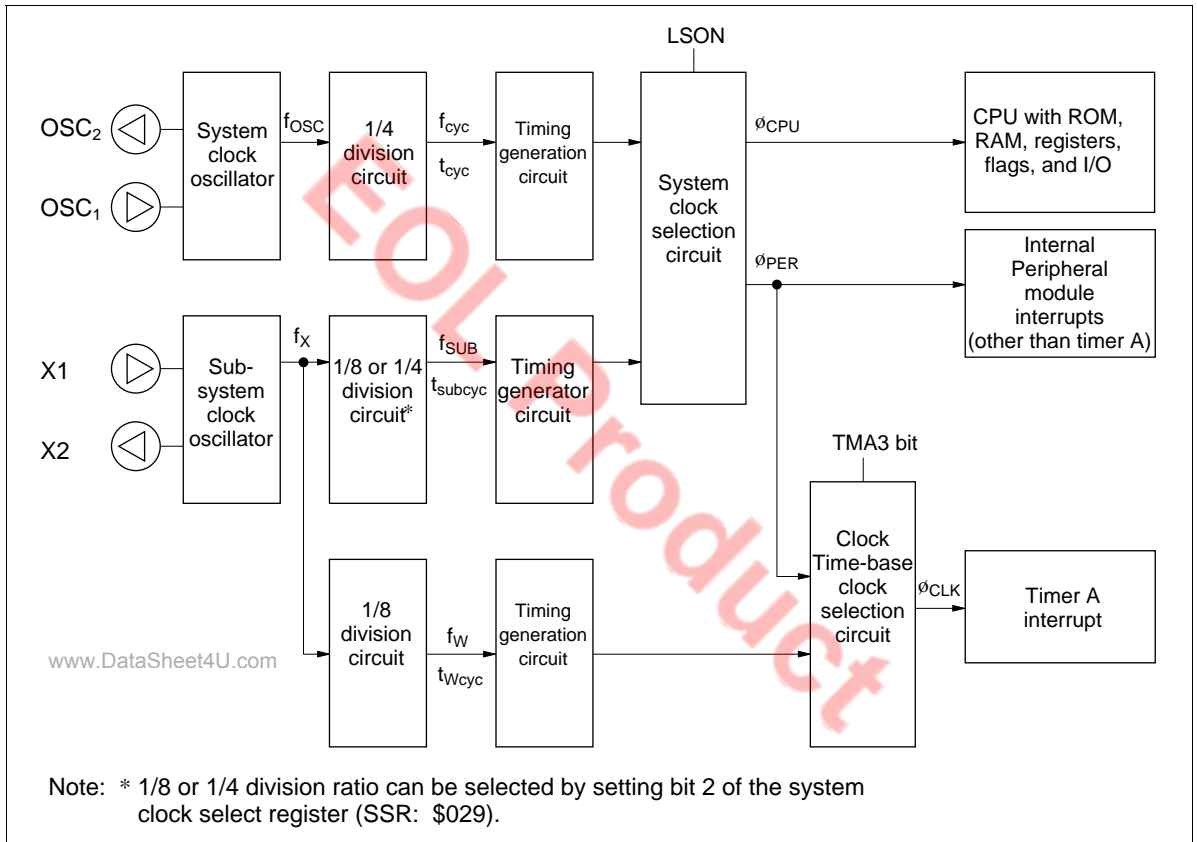 LSON
OSC2
OSC1
System
clock
oscillator
fOSC
1/4
division
circuit
fcyc
tcyc
Timing
generation
circuit
System
clock
selection
circuit
øCPU
øPER
CPU with ROM,
RAM, registers,
flags, and I/O
Internal
Peripheral
module
interrupts
(other than timer A)
X1
X2
Sub-
system
clock
oscillator
fX
1/8 or 1/4
division
circuit*
fSUB
tsubcyc
Timing
generator
circuit
TMA3 bit
1/8
division
circuit
fW
tWcyc
Timing
generation
circuit
Clock
Time-base
clock
selection
circuit
øCLK
Timer A
interrupt
EOL Product
www.DataSheet4U.com
Note: * 1/8 or 1/4 division ratio can be selected by setting bit 2 of the system
clock select register (SSR: $029).